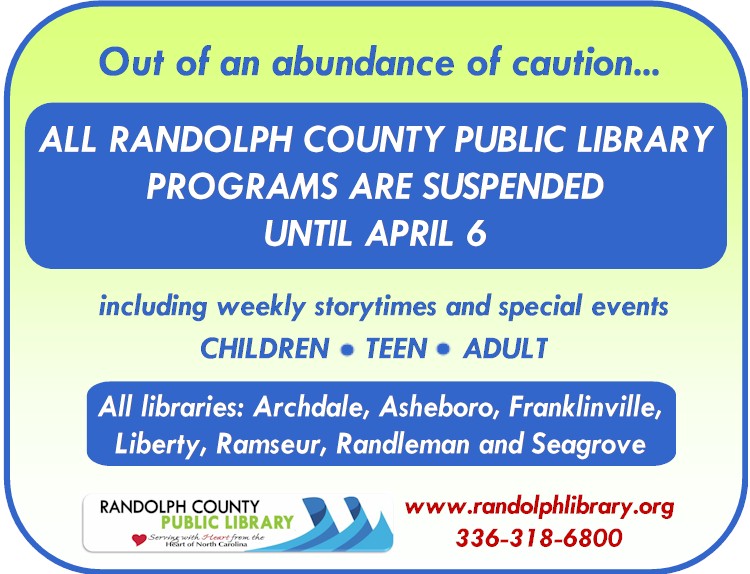 Out of an abundance of caution...
ALL RANDOLPH COUNTY PUBLIC LIBRARY
PROGRAMS ARE SUSPENDED
UNTIL APRIL 6
including weekly storytimes and special events
CHILDREN • TEEN • ADULT
All libraries: Archdale, Asheboro, Franklinville,
Liberty, Ramseur, Randleman and Seagrove
RANDOLPH COUNTY
PUBLIC LIBRARY
Serving with Heart from the
Heart of North Carolina
www.randolphlibrary.org
336-318-6800